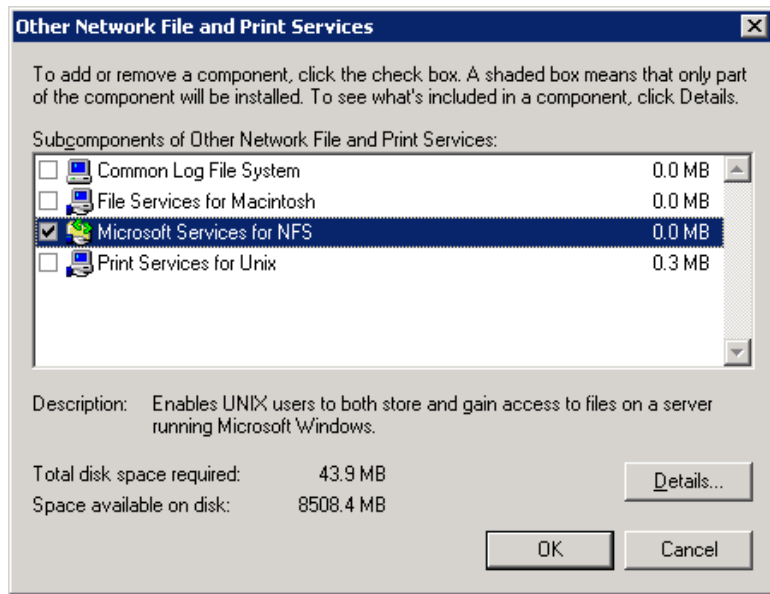 Other Network File and Print Services
To add or remove a component, click the check box. A shaded box means that only part
of the component will be installed. To see what's included in a component, click Details.
Subcomponents of Other Network File and Print Services:
Common Log File System 0.0 MB
File Services for Macintosh 0.0 MB
Microsoft Services for NFS 0.0 MB
Print Services for Unix 0.3 MB
Description: Enables UNIX users to both store and gain access to files on a server
running Microsoft Windows.
Total disk space required: 43.9 MB
Details...
Space available on disk: 8508.4 MB
OK Cancel